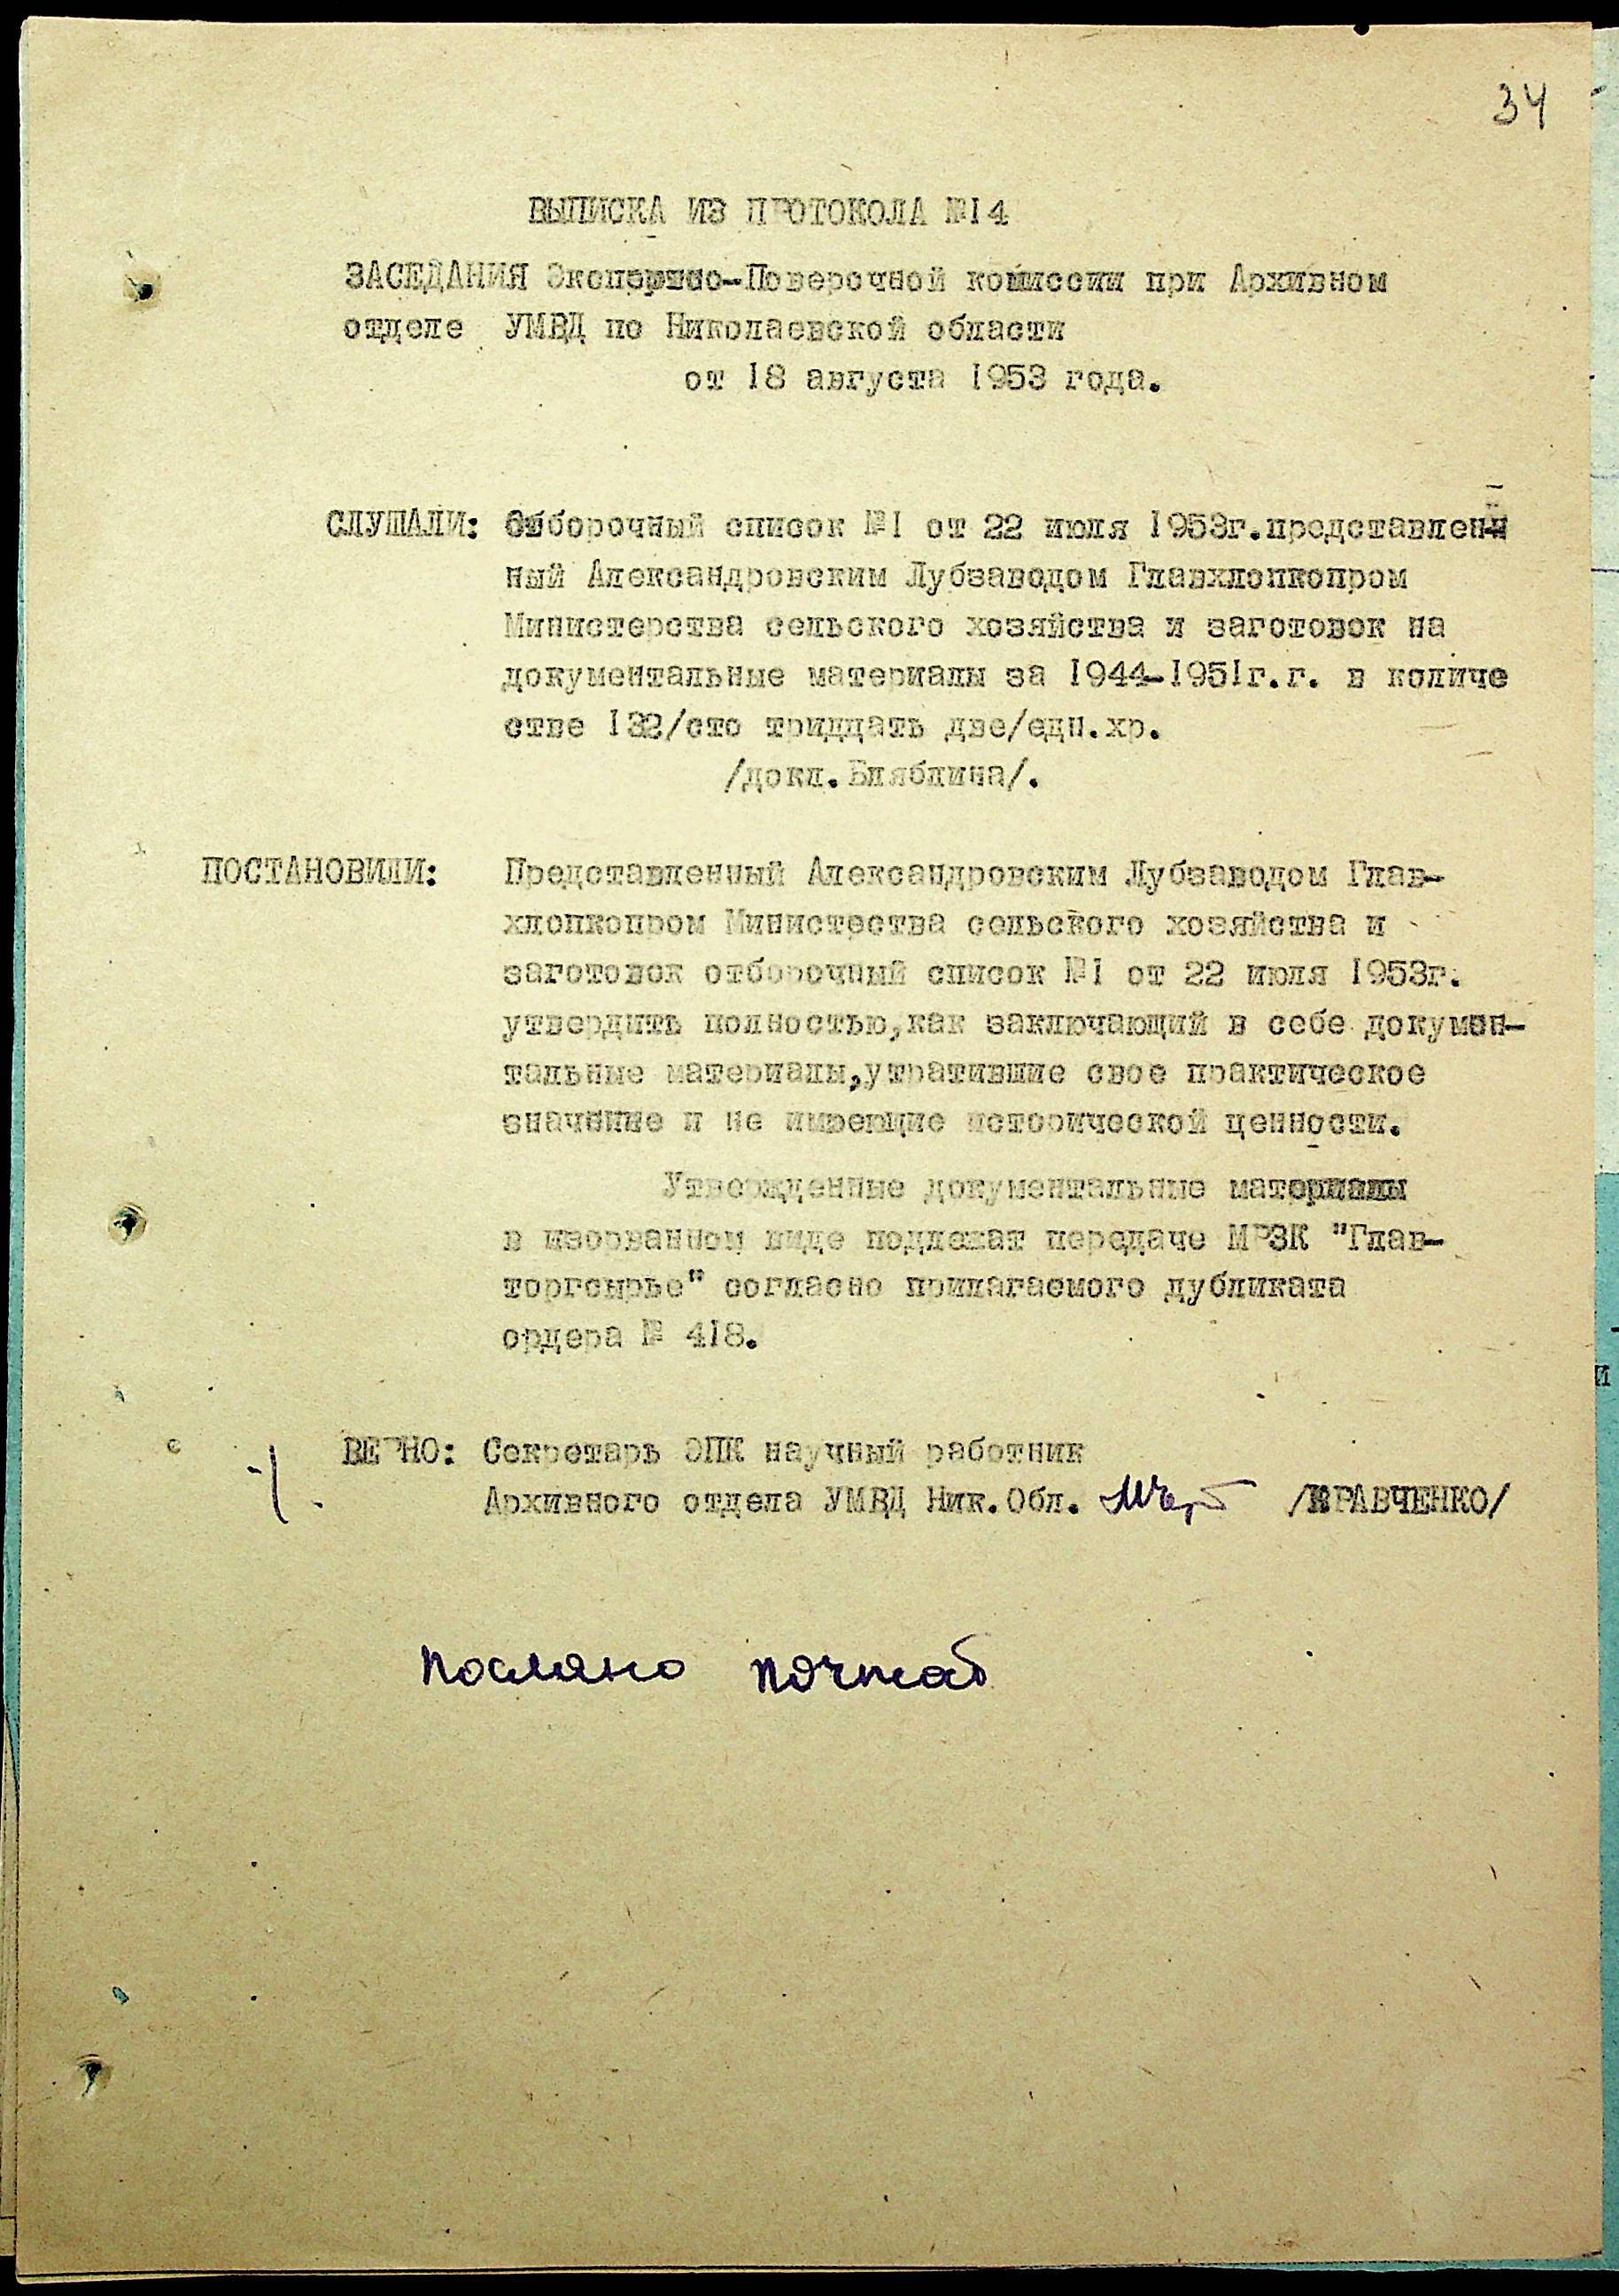 34
ВЫПИСКА ИЗ ПРОТОКОЛА №14
ЗАСЕДАНИЯ Экспертно-Поверочной комиссии при Архивном
отделе УМВД по Николаевской области
от 18 августа 1953 года.
СЛУШАЛИ: Отборочный список №1 от 22 июля 1953г.представлен
ный Александровским Лубзаводом Главхлопкопром
Министерства сельского хозяйства и заготовок на
документальные материалы за 1944-1951г.г. в количе
стве 132/сто тридцать две/едн.хр.
/докл.Бляблина/.
ПОСТАНОВИЛИ: Представленный Александровским Лубзаводом Глав-
хлопкопром Министества сельского хозяйства и
заготовок отборочный список №1 от 22 июля 1953г.
утвердить полностью,как заключающий в себе докумен-
тальные материалы,утратившие свое практическое
значение и не имеющие исторической ценности.
Утвержденные документальные материалы
в изорванном виде подлежат передаче МРЗК "Глав-
торгсырье" согласно прилагаемого дубликата
ордера № 418.
ВЕРНО: Секретарь ЭПК научный работник
Архивного отдела УМВД Ник.Обл. /КРАВЧЕНКО/
Послано почтой